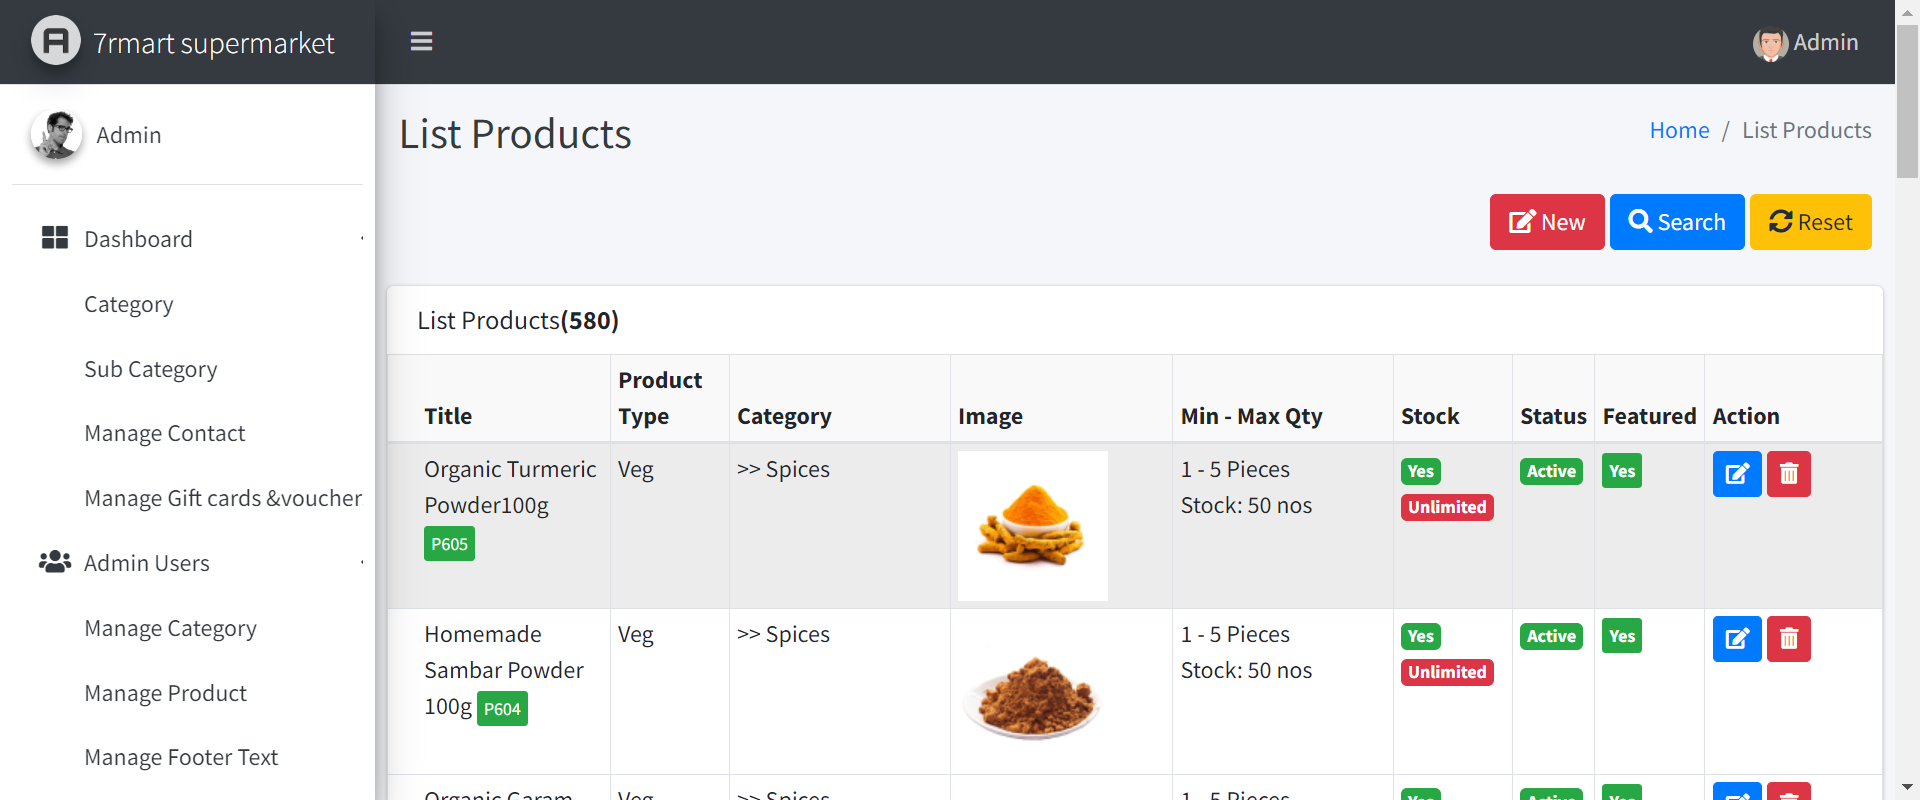 7rmart supermarket
Admin
Admin
List Products
Home / List Products
Dashboard
Category
Sub Category
Manage Contact
Manage Gift cards &voucher
Admin Users
Manage Category
Manage Product
Manage Footer Text
New
Search
Reset
List Products(580)
Title
Product
Type
Category
Image
Min - Max Qty
Stock
Status
Featured
Action
Organic Turmeric
Powder100g
P605
Veg
>> Spices
1 - 5 Pieces
Stock: 50 nos
Yes
Unlimited
Active
Yes
Homemade
Sambar Powder
100g P604
Veg
>> Spices
1 - 5 Pieces
Stock: 50 nos
Yes
Unlimited
Active
Yes
Organic Garam
Veg
>> Spices
1 - 5 Pieces
Yes
Active
Yes